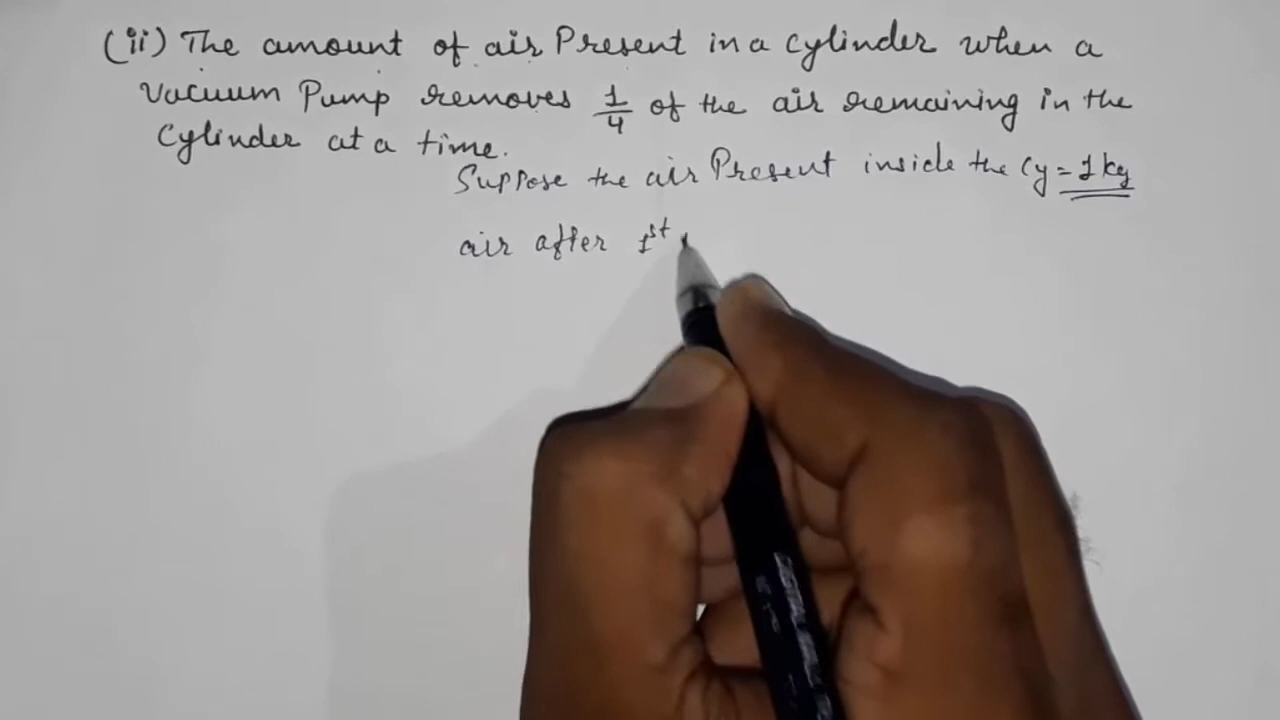 (ii) The amount of air Present in a cylinder when a
Vacuum Pump removes 1/4 of the air remaining in the
Cylinder at a time.
Suppose the air Present inside the Cy = 1 kg
air after 1st